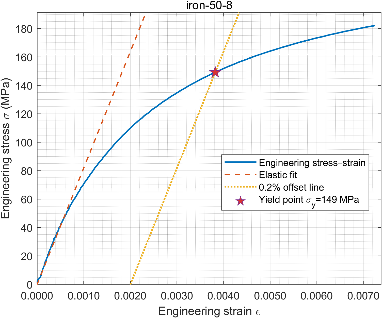 iron-50-8
Engineering stress σ (MPa)
180
160
140
120
100
80
60
40
20
0
Engineering stress-strain
Elastic fit
0.2% offset line
Yield point σy=149 MPa
0.0000 0.0010 0.0020 0.0030 0.0040 0.0050 0.0060 0.0070
Engineering strain ε